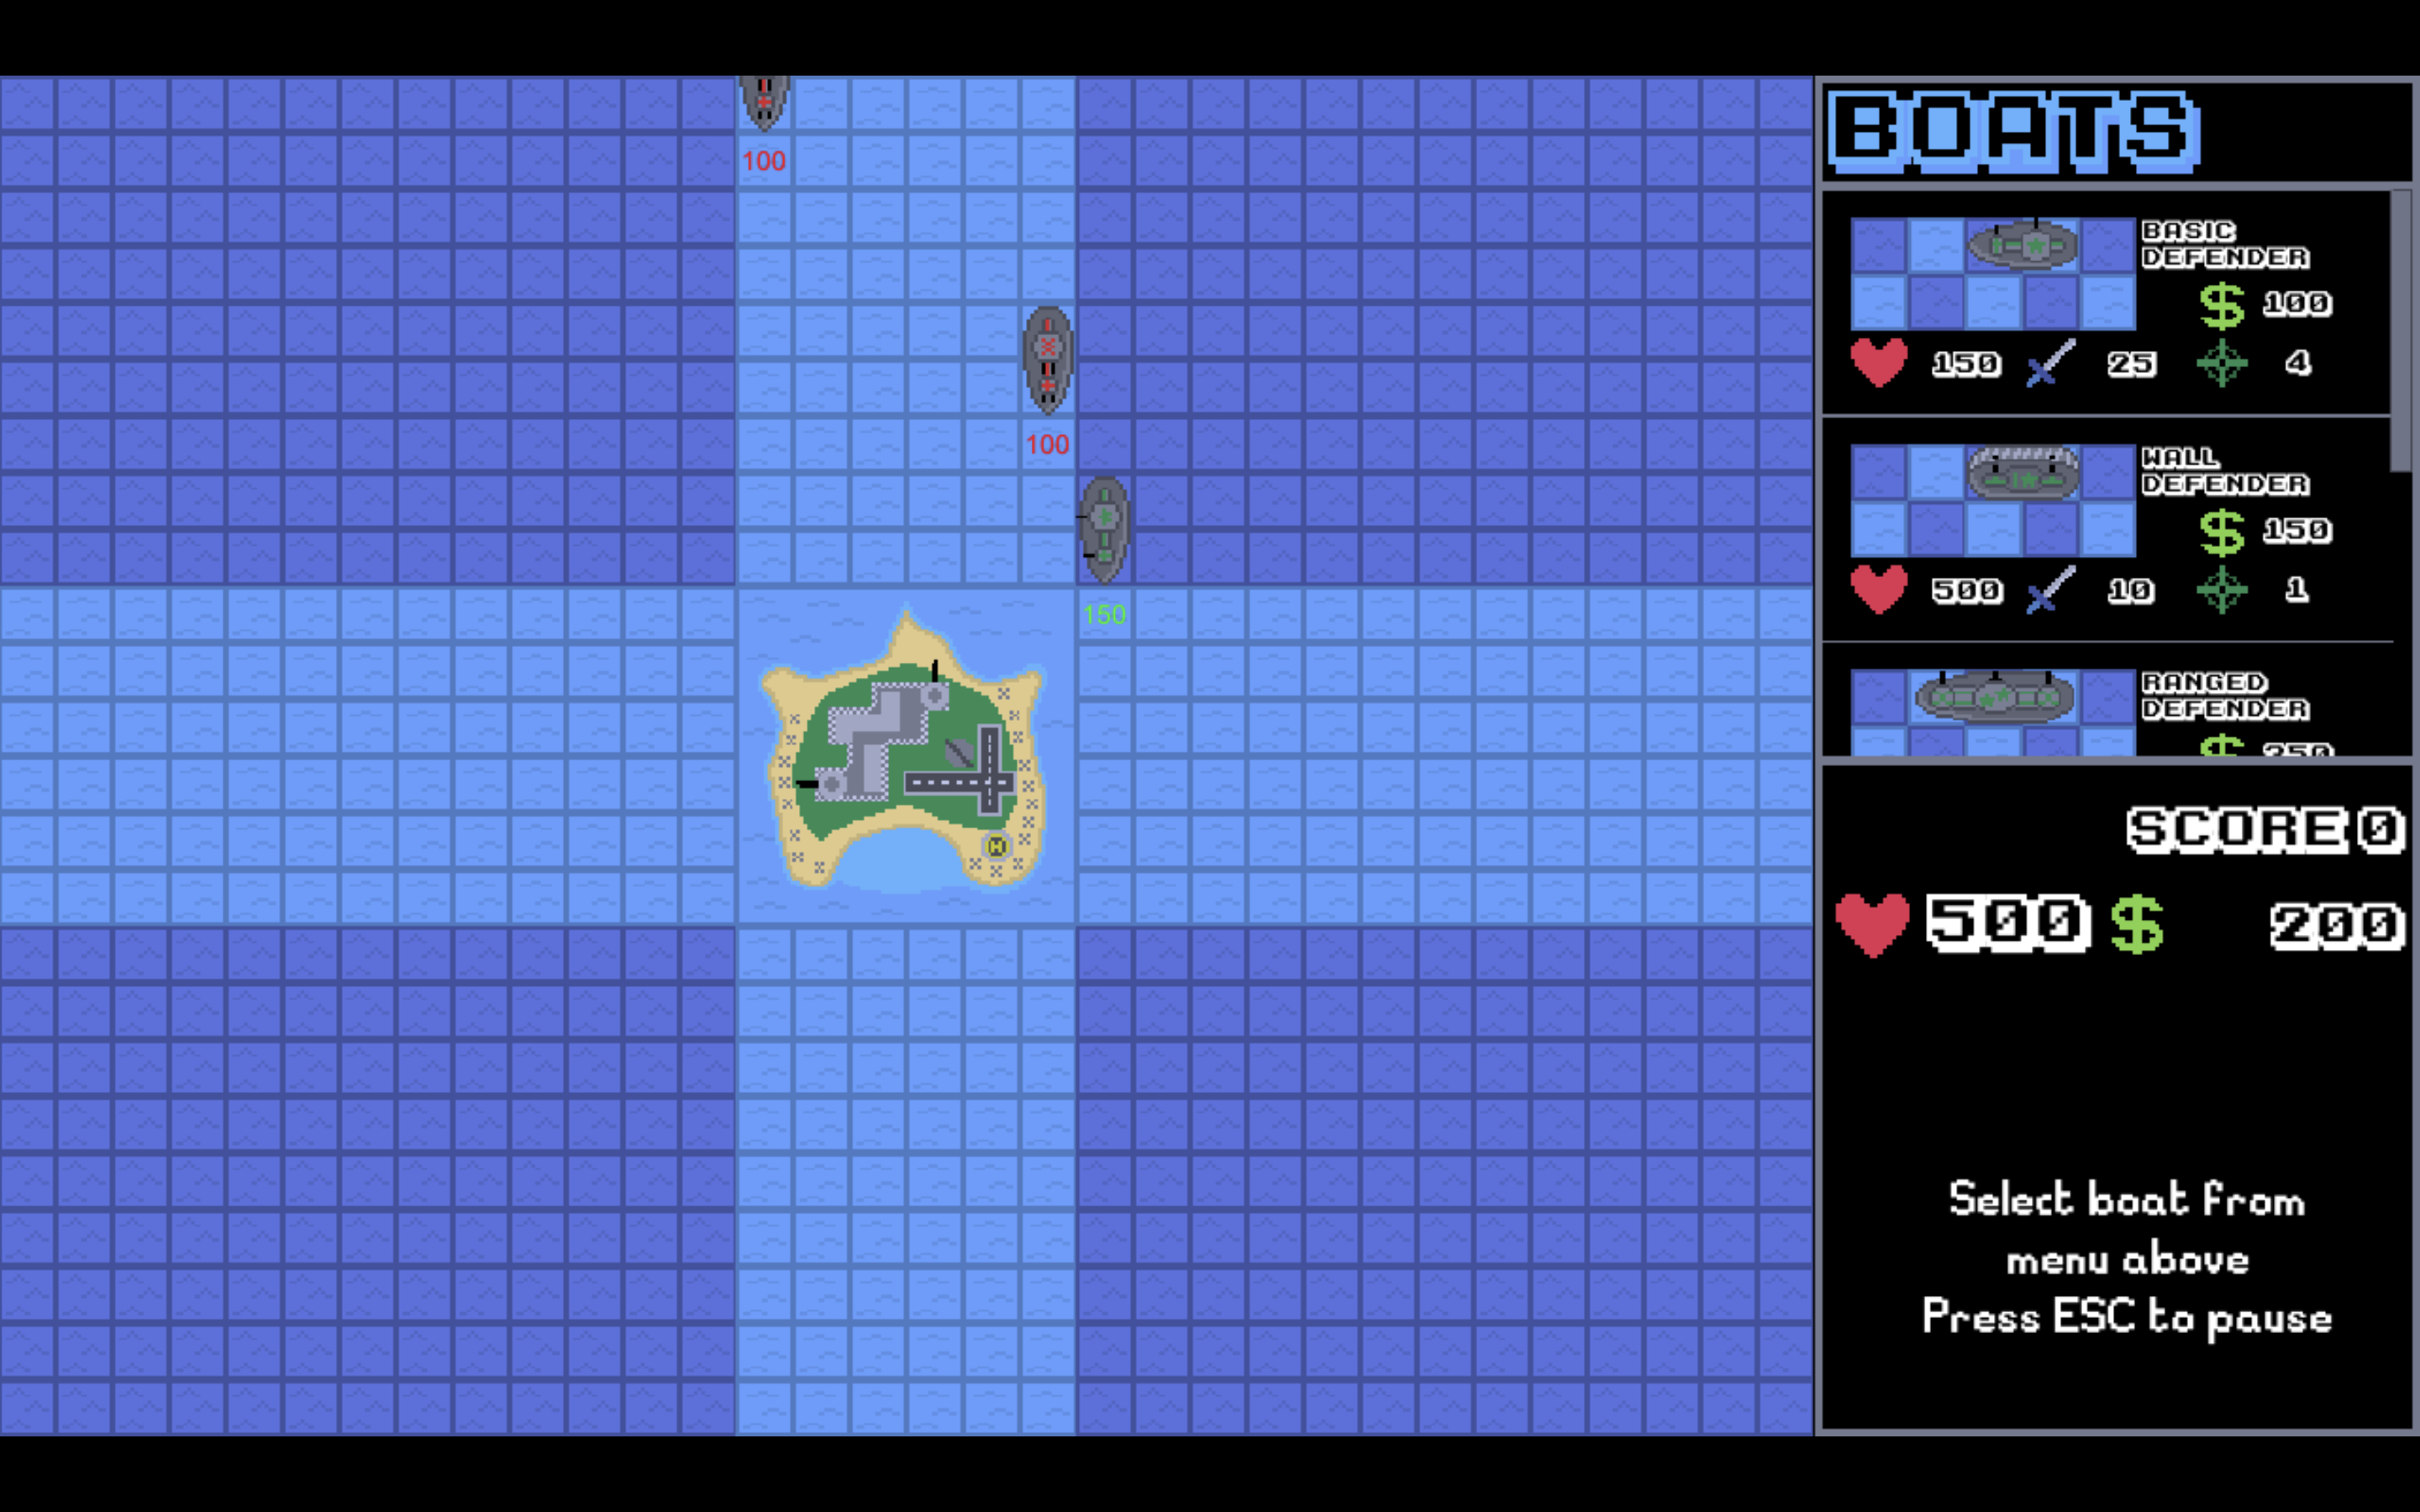 100
100
150
BOATS
BASIC
DEFENDER
$ 100
150 25 4
WALL
DEFENDER
$ 150
500 10 1
RANGED
DEFENDER
$ 350
SCORE 0
500 $ 200
Select boat from
menu above
Press ESC to pause
H